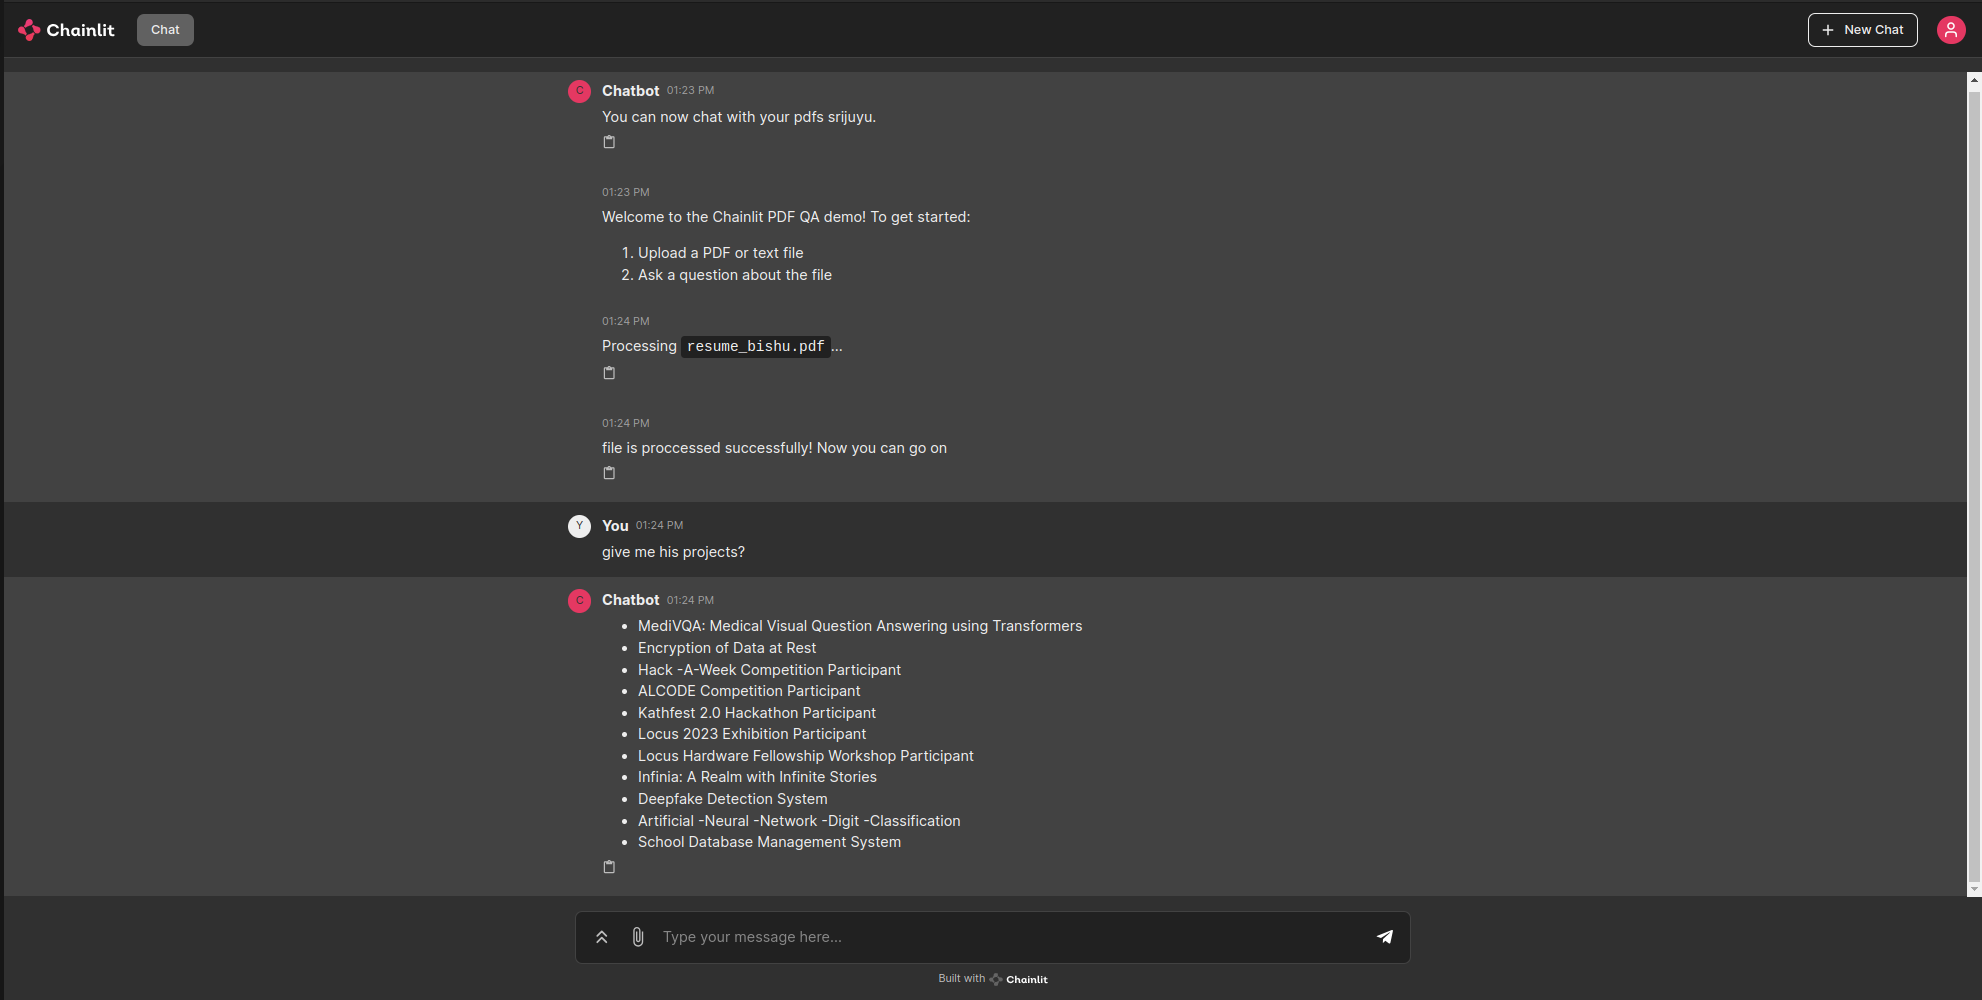 Chainlit
Chat
New Chat
C
Chatbot 01:23 PM
You can now chat with your pdfs srijuyu.
01:23 PM
Welcome to the Chainlit PDF QA demo! To get started:
1. Upload a PDF or text file
2. Ask a question about the file
01:24 PM
Processing resume_bishu.pdf...
01:24 PM
file is proccessed successfully! Now you can go on
Y
You 01:24 PM
give me his projects?
C
Chatbot 01:24 PM
• MediVQA: Medical Visual Question Answering using Transformers
• Encryption of Data at Rest
• Hack -A-Week Competition Participant
• ALCODE Competition Participant
• Kathfest 2.0 Hackathon Participant
• Locus 2023 Exhibition Participant
• Locus Hardware Fellowship Workshop Participant
• Infinia: A Realm with Infinite Stories
• Deepfake Detection System
• Artificial -Neural -Network -Digit -Classification
• School Database Management System
Type your message here...
Built with Chainlit